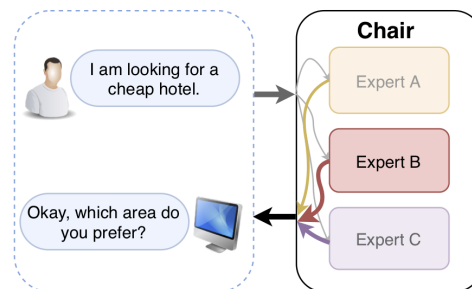 I am looking for a
cheap hotel.
Okay, which area do
you prefer?
Chair
Expert A
Expert B
Expert C